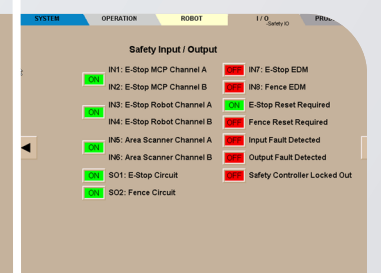 SYSTEM OPERATION ROBOT I / O
-Safety IO
Safety Input / Output
IN1: E-Stop MCP Channel A OFF IN7: E-Stop EDM
ON
IN2: E-Stop MCP Channel B OFF IN8: Fence EDM
IN3: E-Stop Robot Channel A ON E-Stop Reset Required
ON
IN4: E-Stop Robot Channel B OFF Fence Reset Required
IN5: Area Scanner Channel A OFF Input Fault Detected
ON
IN6: Area Scanner Channel B OFF Output Fault Detected
ON SO1: E-Stop Circuit OFF Safety Controller Locked Out
ON SO2: Fence Circuit